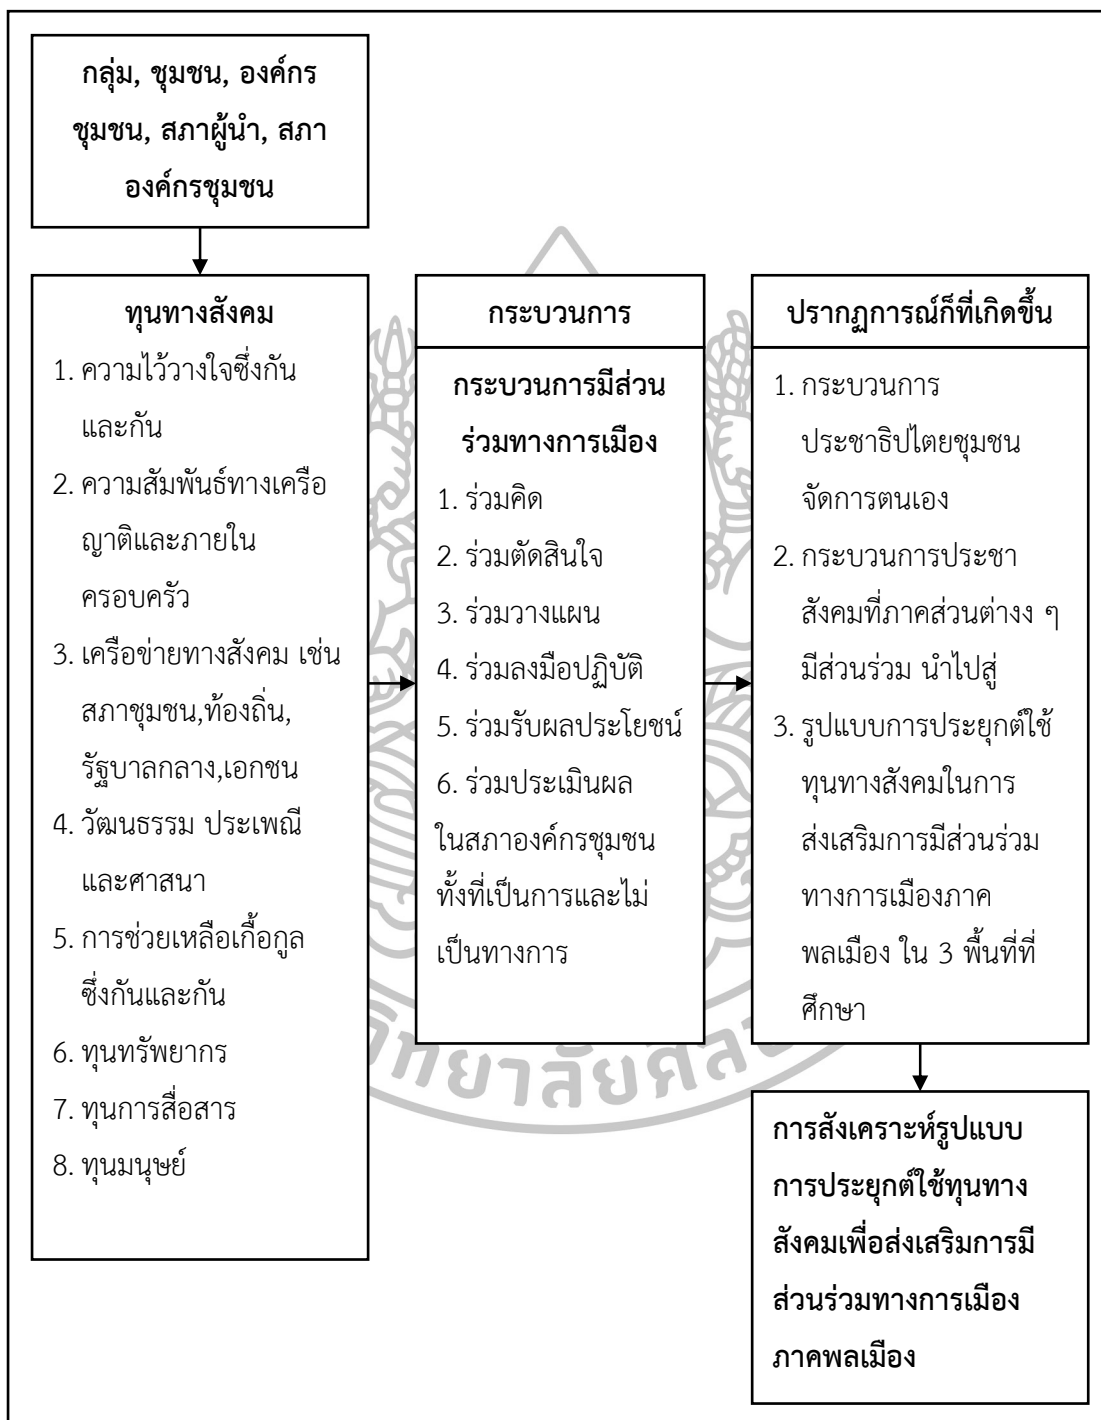 กลุ่ม, ชุมชน, องค์กร
ชุมชน, สภาผู้นำ, สภา
องค์กรชุมชน
ทุนทางสังคม
1. ความไว้วางใจซึ่งกัน
และกัน
2. ความสัมพันธ์ทางเครือ
ญาติและภายใน
ครอบครัว
3. เครือข่ายทางสังคม เช่น
สภาชุมชน,ท้องถิ่น,
รัฐบาลกลาง,เอกชน
4. วัฒนธรรม ประเพณี
และศาสนา
5. การช่วยเหลือเกื้อกูล
ซึ่งกันและกัน
6. ทุนทรัพยากร
7. ทุนการสื่อสาร
8. ทุนมนุษย์
กระบวนการ
กระบวนการมีส่วน
ร่วมทางการเมือง
1. ร่วมคิด
2. ร่วมตัดสินใจ
3. ร่วมวางแผน
4. ร่วมลงมือปฏิบัติ
5. ร่วมรับผลประโยชน์
6. ร่วมประเมินผล
ในสภาองค์กรชุมชน
ทั้งที่เป็นการและไม่
เป็นทางการ
ปรากฏการณ์ก็ที่เกิดขึ้น
1. กระบวนการ
ประชาธิปไตยชุมชน
จัดการตนเอง
2. กระบวนการประชา
สังคมที่ภาคส่วนต่างง ๆ
มีส่วนร่วม นำไปสู่
3. รูปแบบการประยุกต์ใช้
ทุนทางสังคมในการ
ส่งเสริมการมีส่วนร่วม
ทางการเมืองภาค
พลเมือง ใน 3 พื้นที่ที่
ศึกษา
การสังเคราะห์รูปแบบ
การประยุกต์ใช้ทุนทาง
สังคมเพื่อส่งเสริมการมี
ส่วนร่วมทางการเมือง
ภาคพลเมือง
วิทยาลัยศิลป